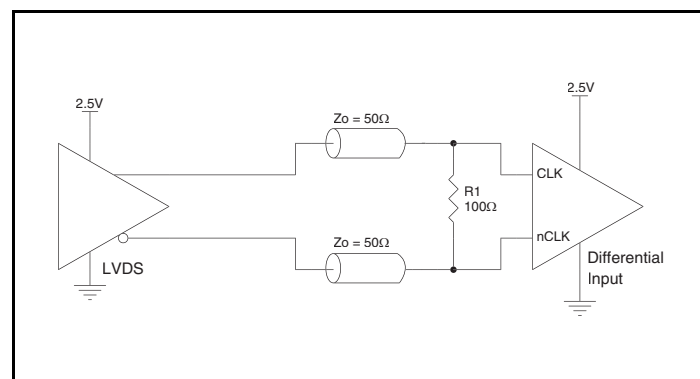 2.5V
2.5V
Zo = 50Ω
CLK
R1
100Ω
Zo = 50Ω
nCLK
LVDS
Differential
Input